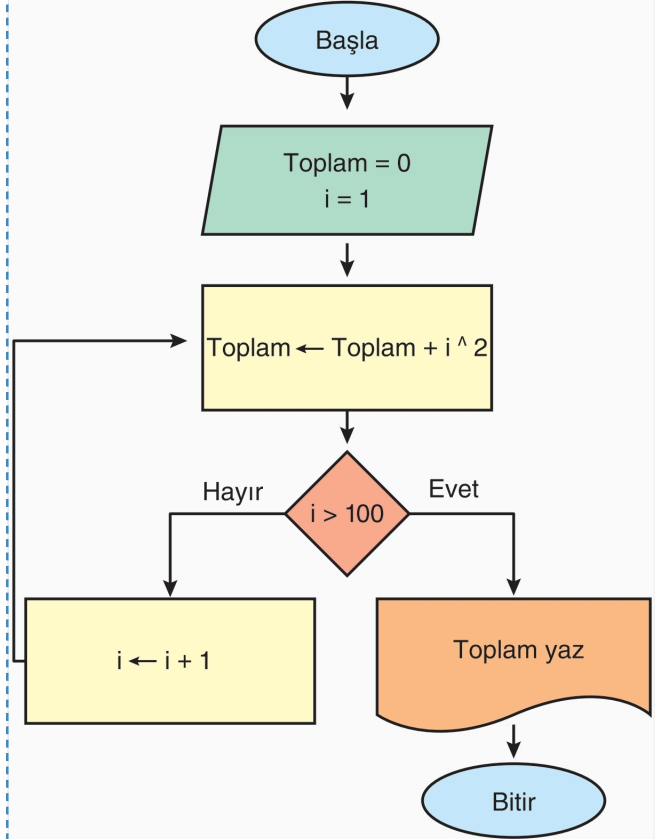 Başla
Toplam = 0
i = 1
Toplam ← Toplam + i ^ 2
i > 100
Hayır
Evet
i ← i + 1
Toplam yaz
Bitir